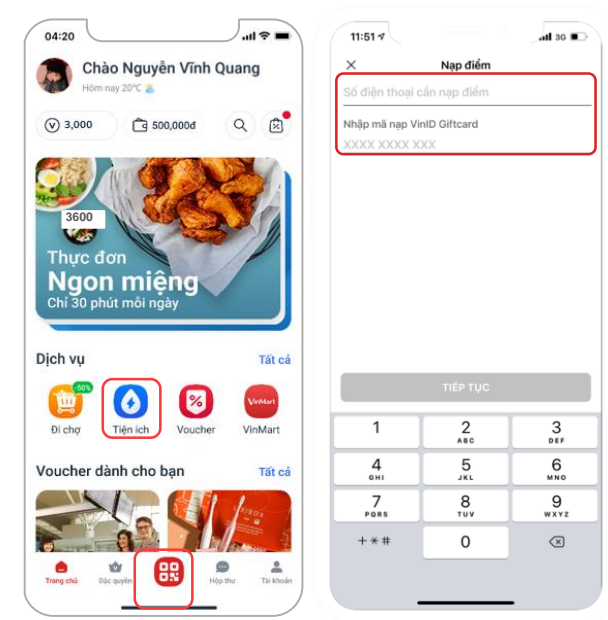 04:20
Chào Nguyễn Vĩnh Quang
Hôm nay 20°C
3,000
500,000đ
3600
Thực đơn
Ngon miệng
Chỉ 30 phút mỗi ngày
Dịch vụ
Tất cả
-50%
VinMart
Đi chợ
Tiện ích
Voucher
VinMart
Voucher dành cho bạn
Tất cả
LIXIBOX
Trang chủ
Đặc quyền
Hộp thư
Tài khoản
11:51
3G
Nạp điểm
Số điện thoại cần nạp điểm
Nhập mã nạp VinID Giftcard
XXXX XXXX XXX
TIẾP TỤC
1
2
ABC
3
DEF
4
GHI
5
JKL
6
MNO
7
PQRS
8
TUV
9
WXYZ
+*#
0